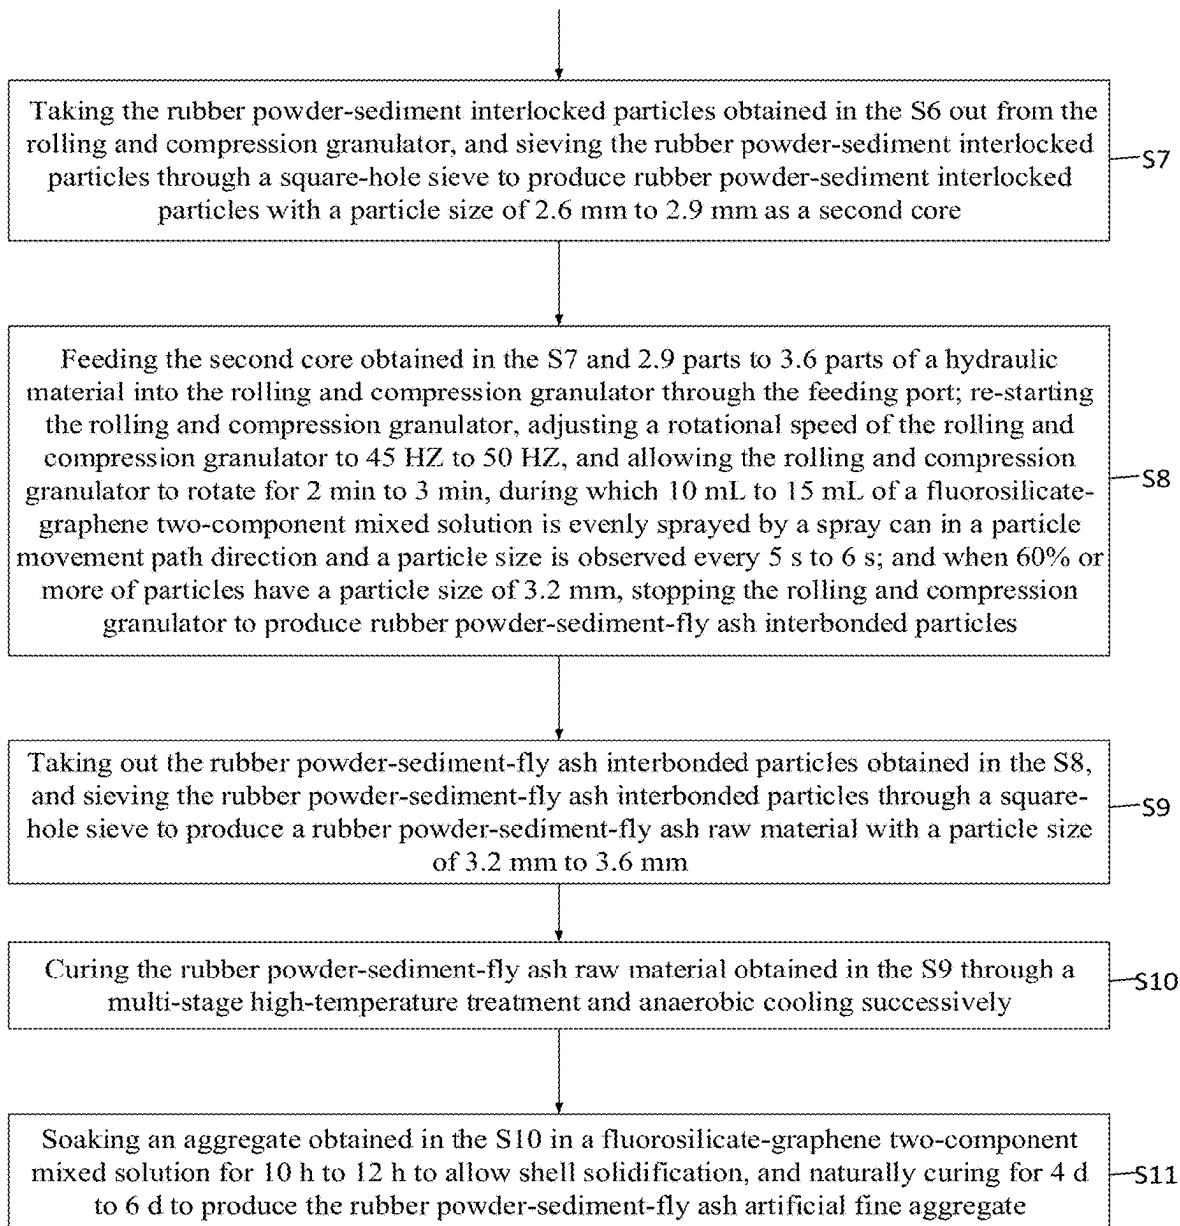 Taking the rubber powder-sediment interlocked particles obtained in the S6 out from the
rolling and compression granulator, and sieving the rubber powder-sediment interlocked
particles through a square-hole sieve to produce rubber powder-sediment interlocked
particles with a particle size of 2.6 mm to 2.9 mm as a second core
S7
Feeding the second core obtained in the S7 and 2.9 parts to 3.6 parts of a hydraulic
material into the rolling and compression granulator through the feeding port; re-starting
the rolling and compression granulator, adjusting a rotational speed of the rolling and
compression granulator to 45 HZ to 50 HZ, and allowing the rolling and compression
granulator to rotate for 2 min to 3 min, during which 10 mL to 15 mL of a fluorosilicate-
graphene two-component mixed solution is evenly sprayed by a spray can in a particle
movement path direction and a particle size is observed every 5 s to 6 s; and when 60% or
more of particles have a particle size of 3.2 mm, stopping the rolling and compression
granulator to produce rubber powder-sediment-fly ash interbonded particles
S8
Taking out the rubber powder-sediment-fly ash interbonded particles obtained in the S8,
and sieving the rubber powder-sediment-fly ash interbonded particles through a square-
hole sieve to produce a rubber powder-sediment-fly ash raw material with a particle size
of 3.2 mm to 3.6 mm
S9
Curing the rubber powder-sediment-fly ash raw material obtained in the S9 through a
multi-stage high-temperature treatment and anaerobic cooling successively
S10
Soaking an aggregate obtained in the S10 in a fluorosilicate-graphene two-component
mixed solution for 10 h to 12 h to allow shell solidification, and naturally curing for 4 d
to 6 d to produce the rubber powder-sediment-fly ash artificial fine aggregate
S11